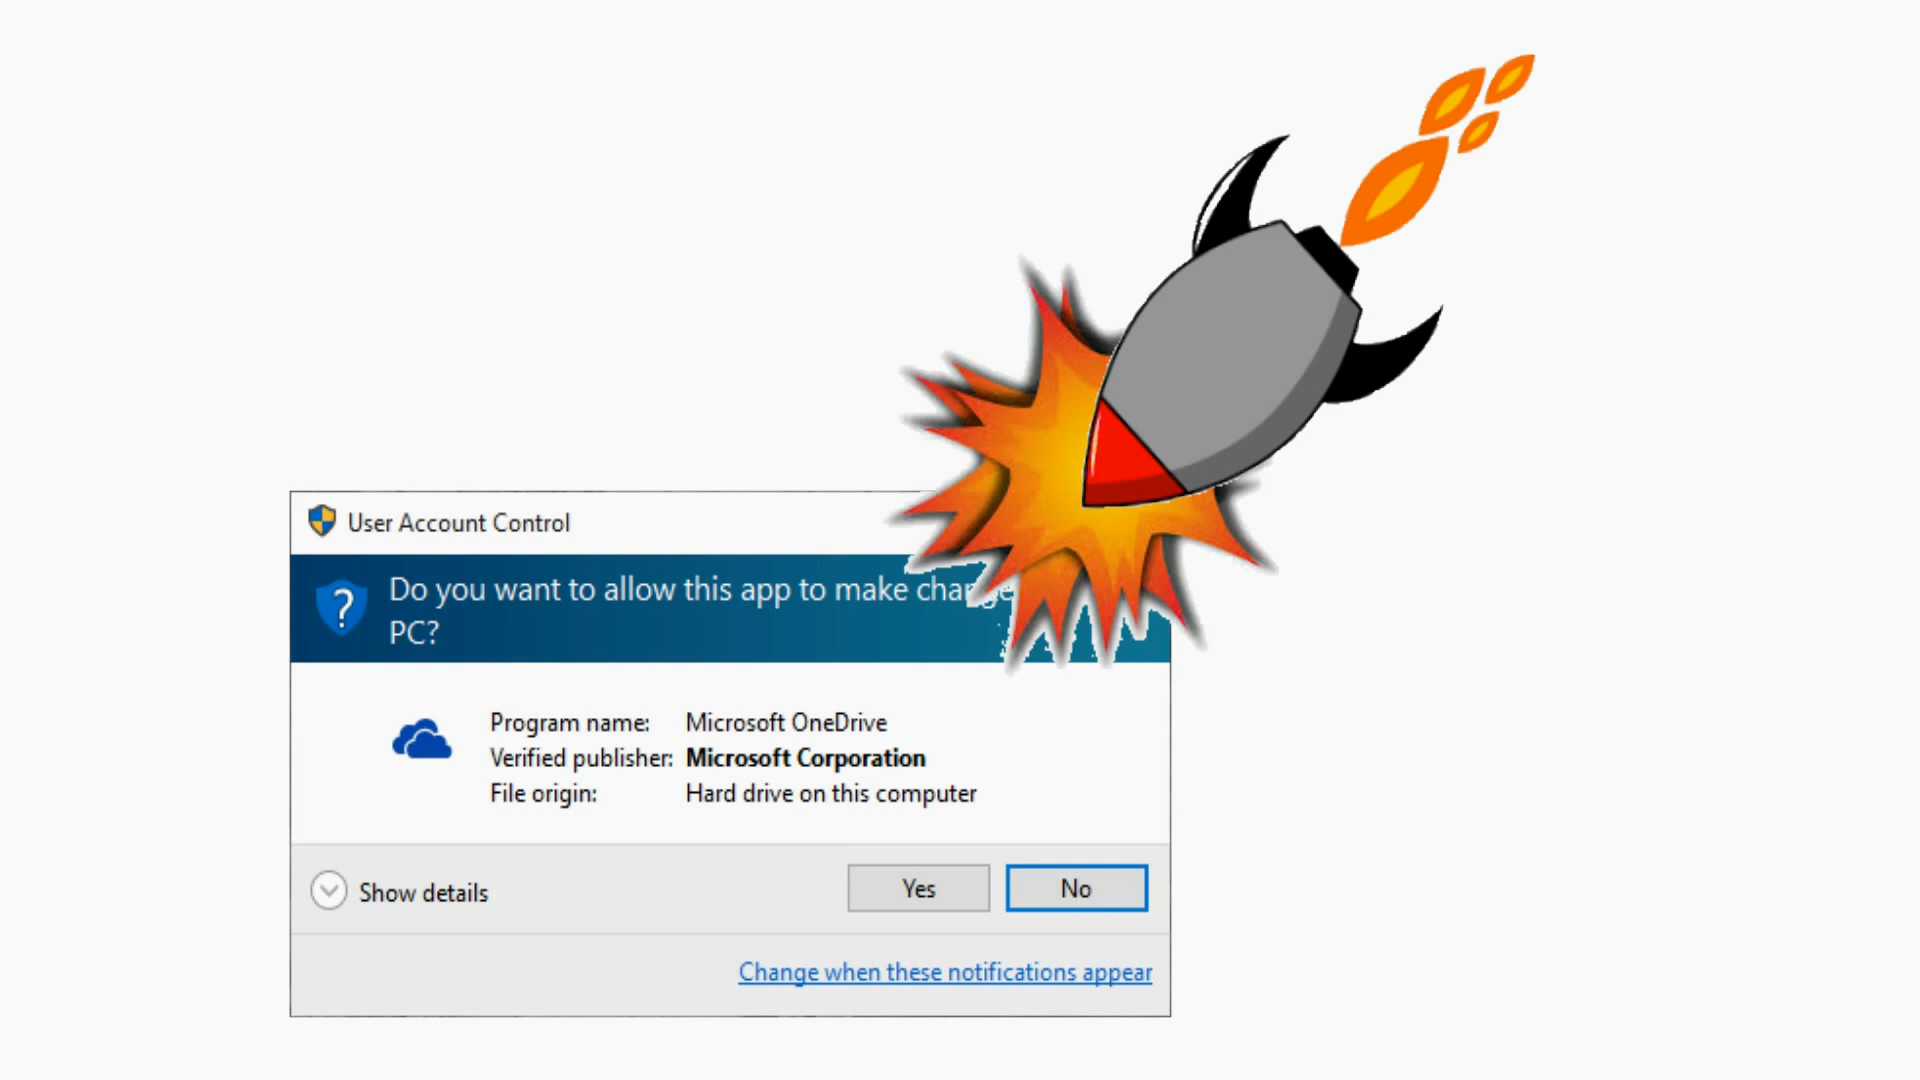 User Account Control
Do you want to allow this app to make change
PC?
Program name: Microsoft OneDrive
Verified publisher: Microsoft Corporation
File origin: Hard drive on this computer
Show details
Yes
No
Change when these notifications appear